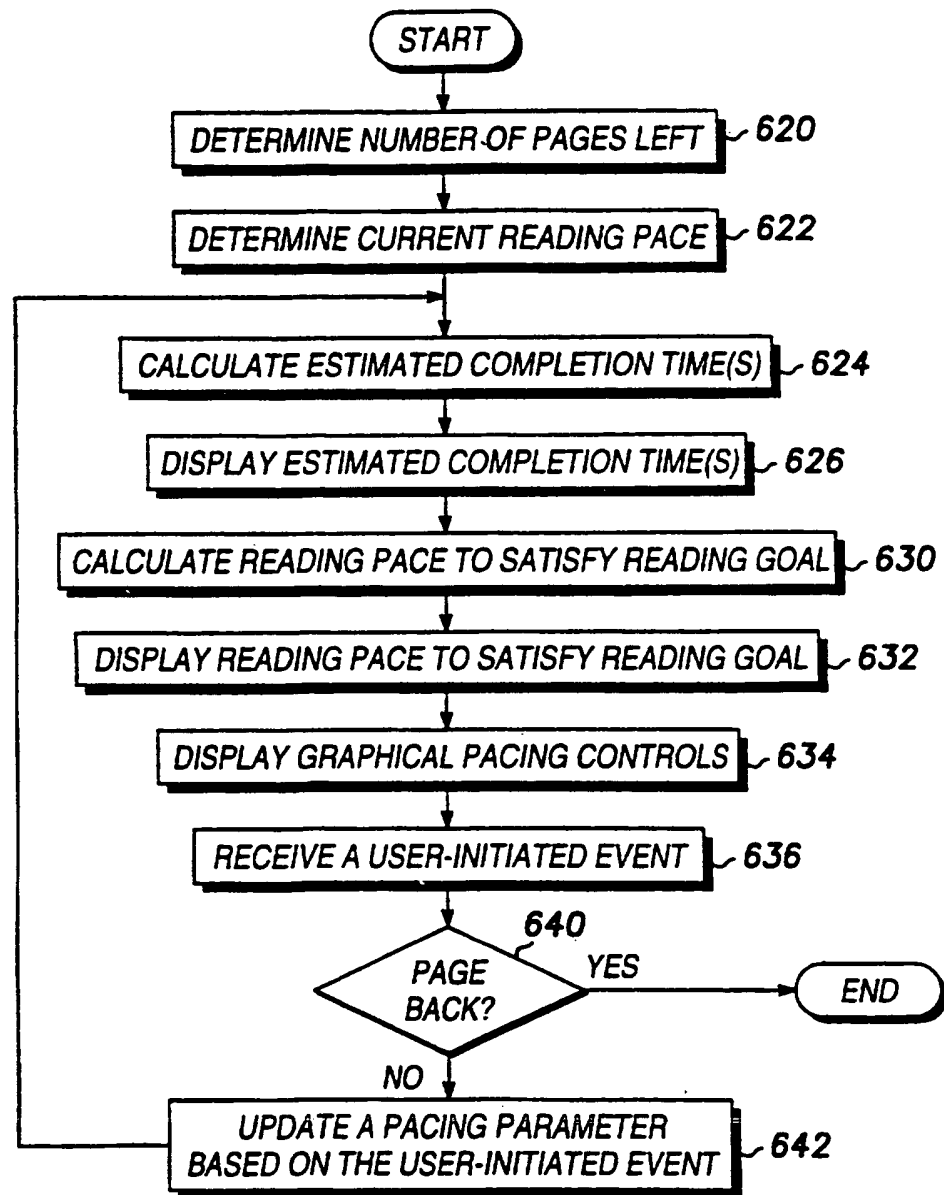 START
DETERMINE NUMBER OF PAGES LEFT
620
DETERMINE CURRENT READING PACE
622
CALCULATE ESTIMATED COMPLETION TIME(S)
624
DISPLAY ESTIMATED COMPLETION TIME(S)
626
CALCULATE READING PACE TO SATISFY READING GOAL
630
DISPLAY READING PACE TO SATISFY READING GOAL
632
DISPLAY GRAPHICAL PACING CONTROLS
634
RECEIVE A USER-INITIATED EVENT
636
640
PAGE
BACK?
YES
END
NO
UPDATE A PACING PARAMETER
BASED ON THE USER-INITIATED EVENT
642